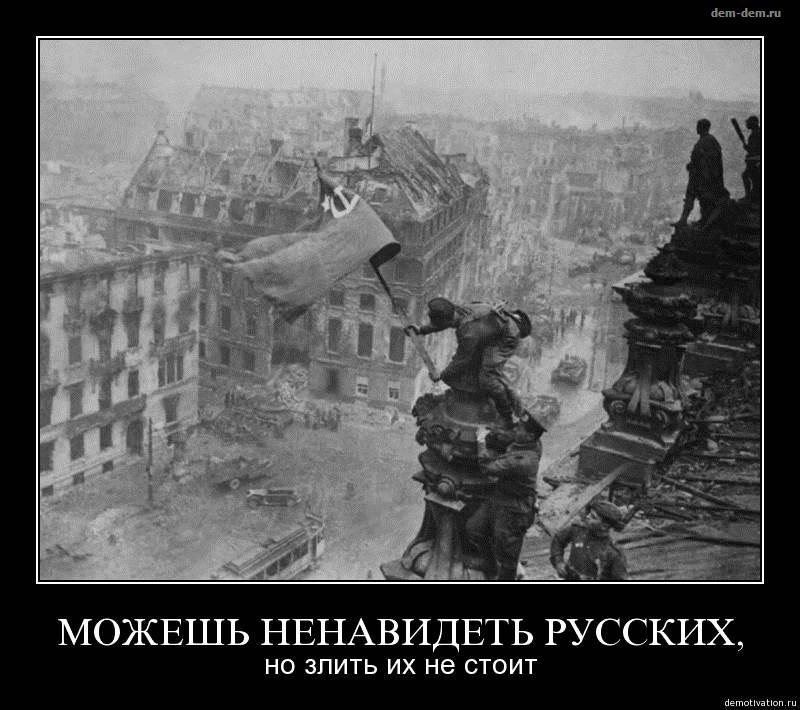 dem-dem.ru
МОЖЕШЬ НЕНАВИДЕТЬ РУССКИХ,
но злить их не стоит
demotivation.ru